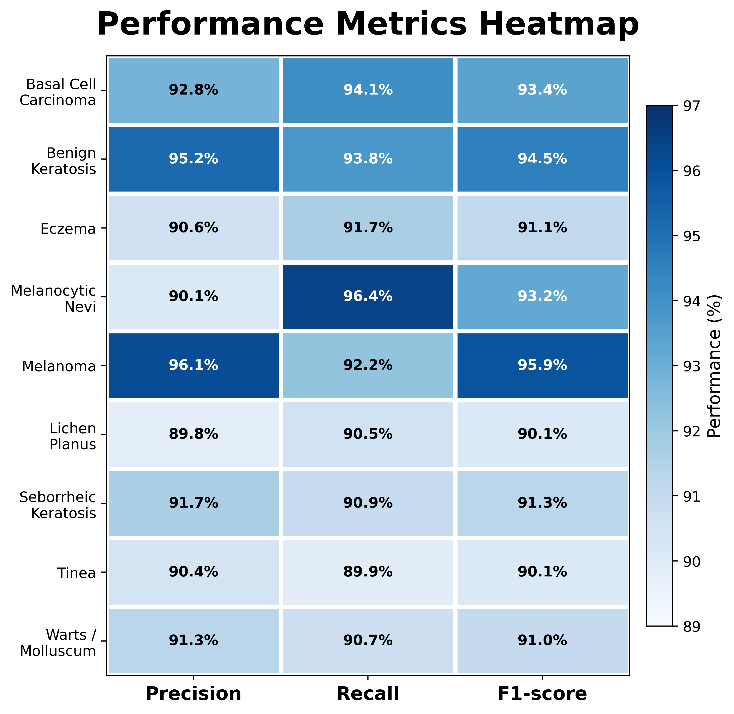 Performance Metrics Heatmap
Basal Cell
Carcinoma
92.8%
94.1%
93.4%
Benign
Keratosis
95.2%
93.8%
94.5%
Eczema
90.6%
91.7%
91.1%
Melanocytic
Nevi
90.1%
96.4%
93.2%
Melanoma
96.1%
92.2%
95.9%
Lichen
Planus
89.8%
90.5%
90.1%
Seborrheic
Keratosis
91.7%
90.9%
91.3%
Tinea
90.4%
89.9%
90.1%
Warts /
Molluscum
91.3%
90.7%
91.0%
Precision
Recall
F1-score
97
96
95
94
93
92
91
90
89
Performance (%)